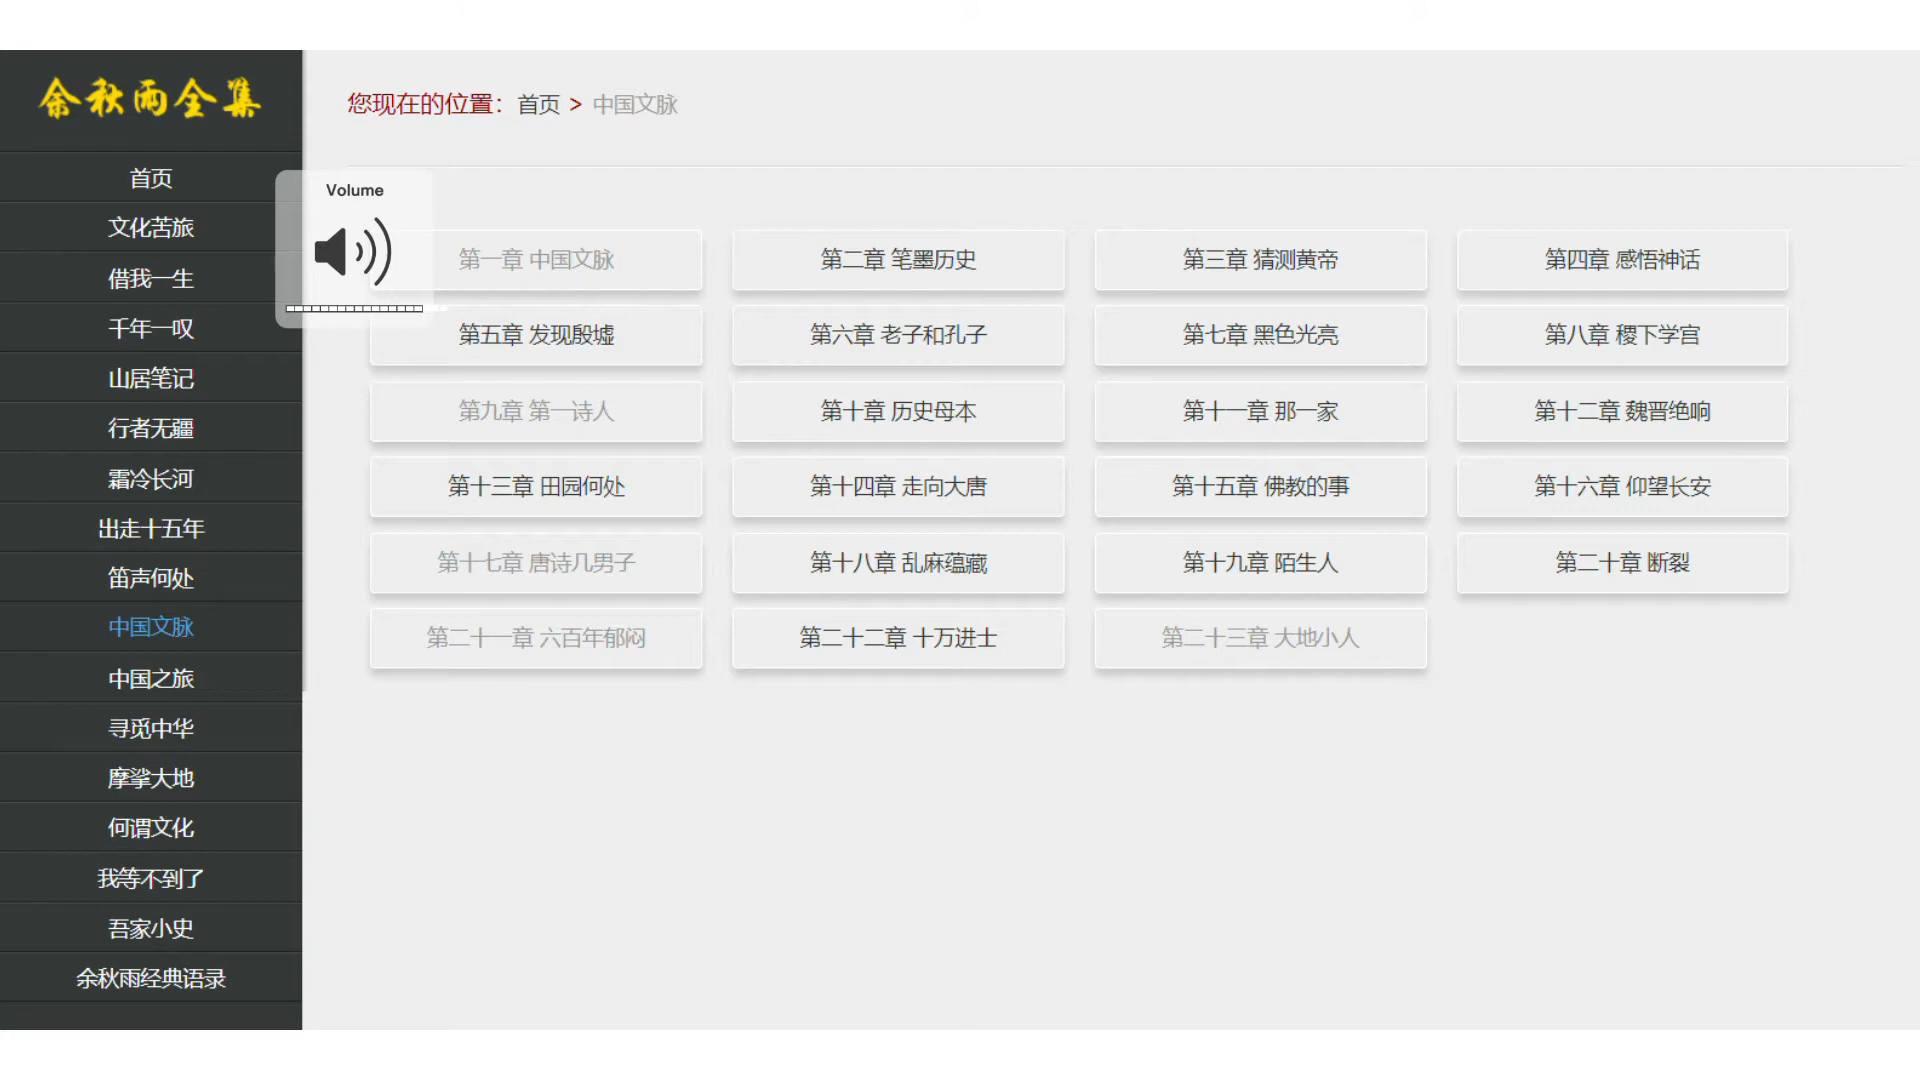 余秋雨全集
首页
文化苦旅
借我一生
千年一叹
山居笔记
行者无疆
霜冷长河
出走十五年
笛声何处
中国文脉
中国之旅
寻觅中华
摩挲大地
何谓文化
我等不到了
吾家小史
余秋雨经典语录
您现在的位置：首页 > 中国文脉
Volume
第一章 中国文脉
第二章 笔墨历史
第三章 猜测黄帝
第四章 感悟神话
第五章 发现殷墟
第六章 老子和孔子
第七章 黑色光亮
第八章 稷下学宫
第九章 第一诗人
第十章 历史母本
第十一章 那一家
第十二章 魏晋绝响
第十三章 田园何处
第十四章 走向大唐
第十五章 佛教的事
第十六章 仰望长安
第十七章 唐诗几男子
第十八章 乱麻蕴藏
第十九章 陌生人
第二十章 断裂
第二十一章 六百年郁闷
第二十二章 十万进士
第二十三章 大地小人